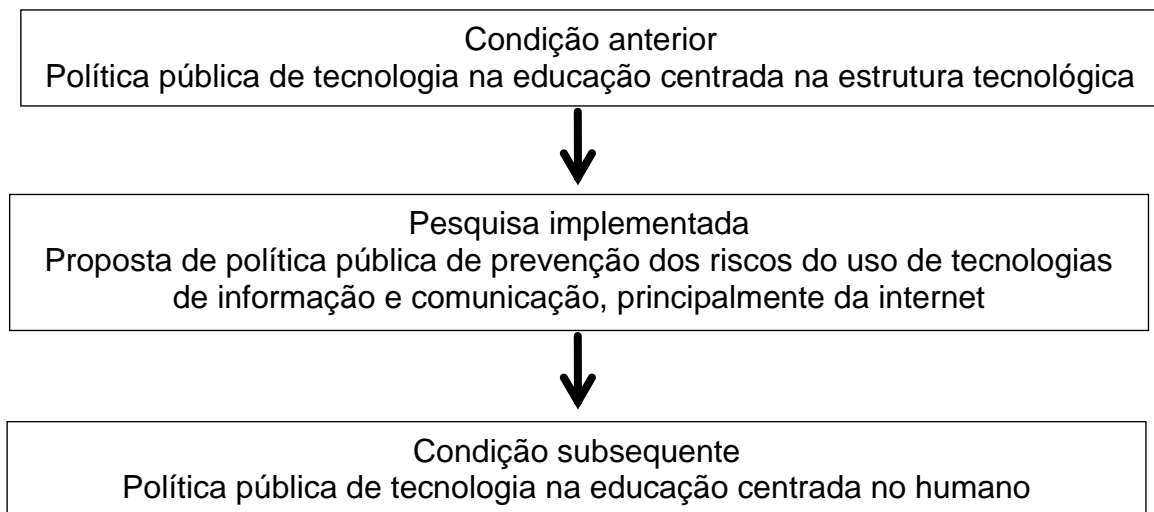 Condição anterior
Política pública de tecnologia na educação centrada na estrutura tecnológica
Pesquisa implementada
Proposta de política pública de prevenção dos riscos do uso de tecnologias
de informação e comunicação, principalmente da internet
Condição subsequente
Política pública de tecnologia na educação centrada no humano